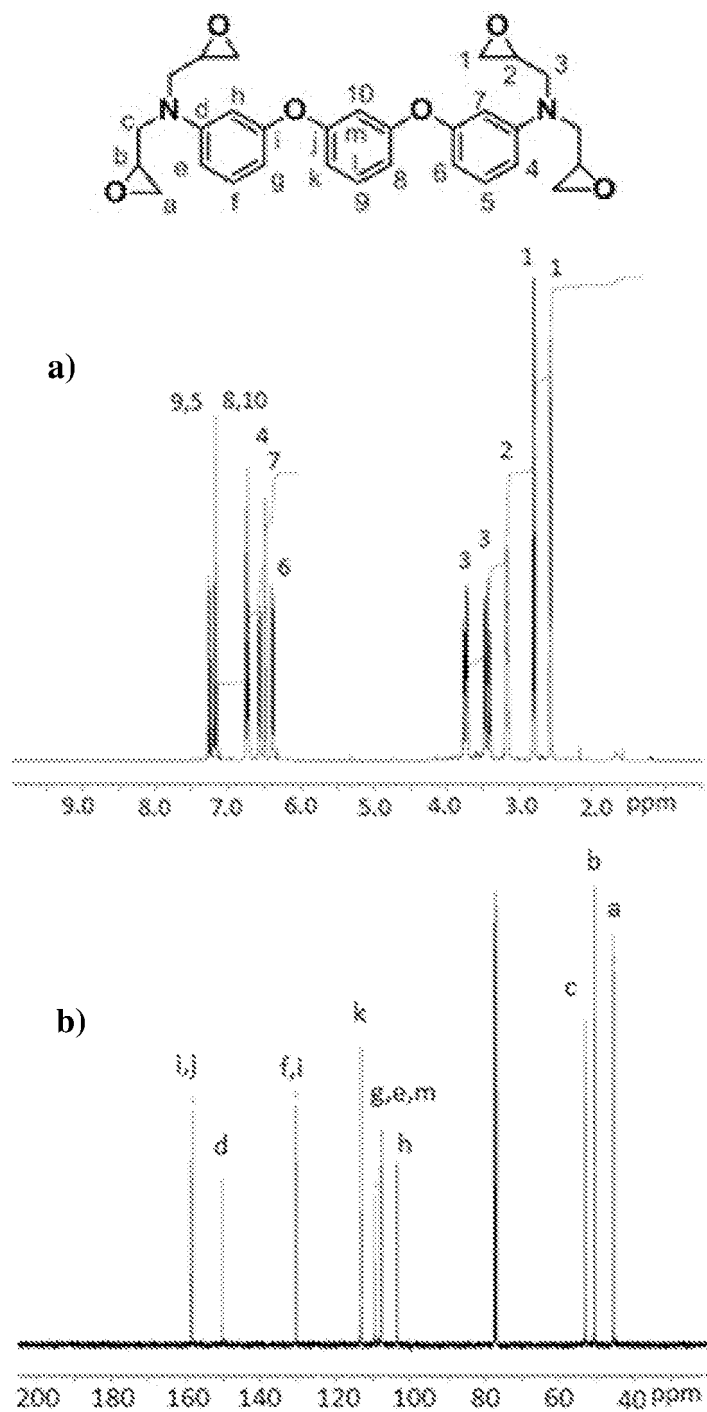 O O
1 2 3
N O O N
c d h i j 10 m 7
b e f g k l 9 8 6 5 4
O a O
a)
1 1
9,5 8,10
4
7
2
3
3
6
9.0 8.0 7.0 6.0 5.0 4.0 3.0 2.0 ppm
b)
b
a
c
k
i,j f,l
g,e,m
d h
200 180 160 140 120 100 80 60 40 ppm